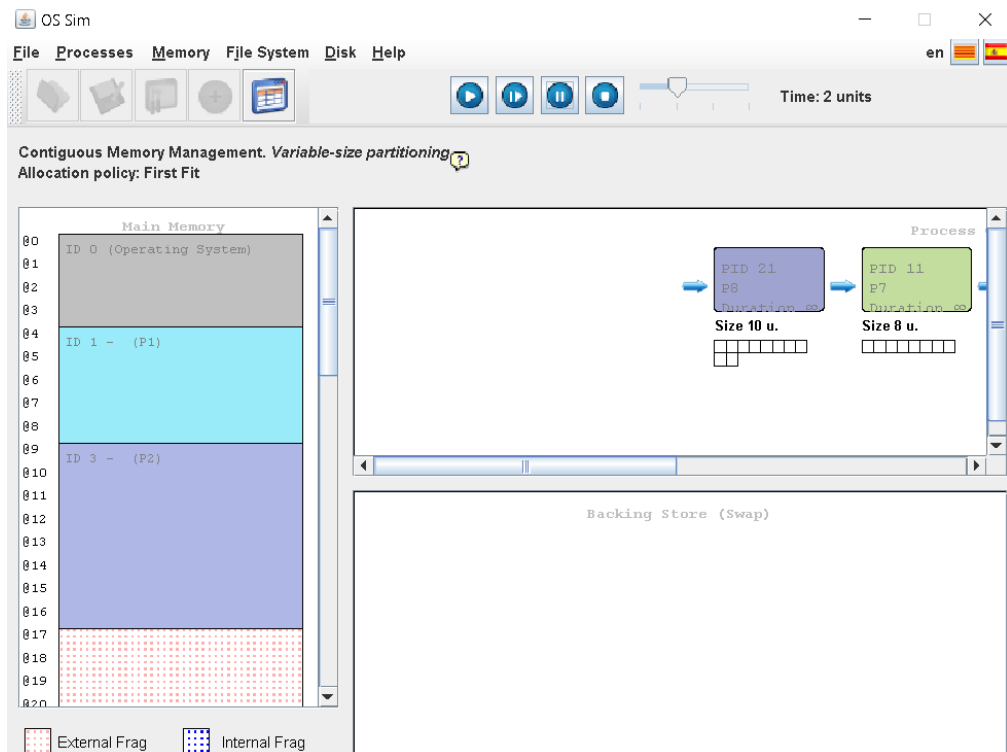 OS Sim
File Processes Memory File System Disk Help en
Time: 2 units
Contiguous Memory Management. Variable-size partitioning
?
Allocation policy: First Fit
Main Memory
@0
ID 0 (Operating System)
@1
@2
@3
@4
ID 1 - (P1)
@5
@6
@7
@8
@9
ID 3 - (P2)
@10
@11
@12
@13
@14
@15
@16
@17
@18
@19
@20
External Frag Internal Frag
Process
PID 21
P8
Duration ∞
Size 10 u.
PID 11
P7
Duration ∞
Size 8 u.
Backing Store (Swap)